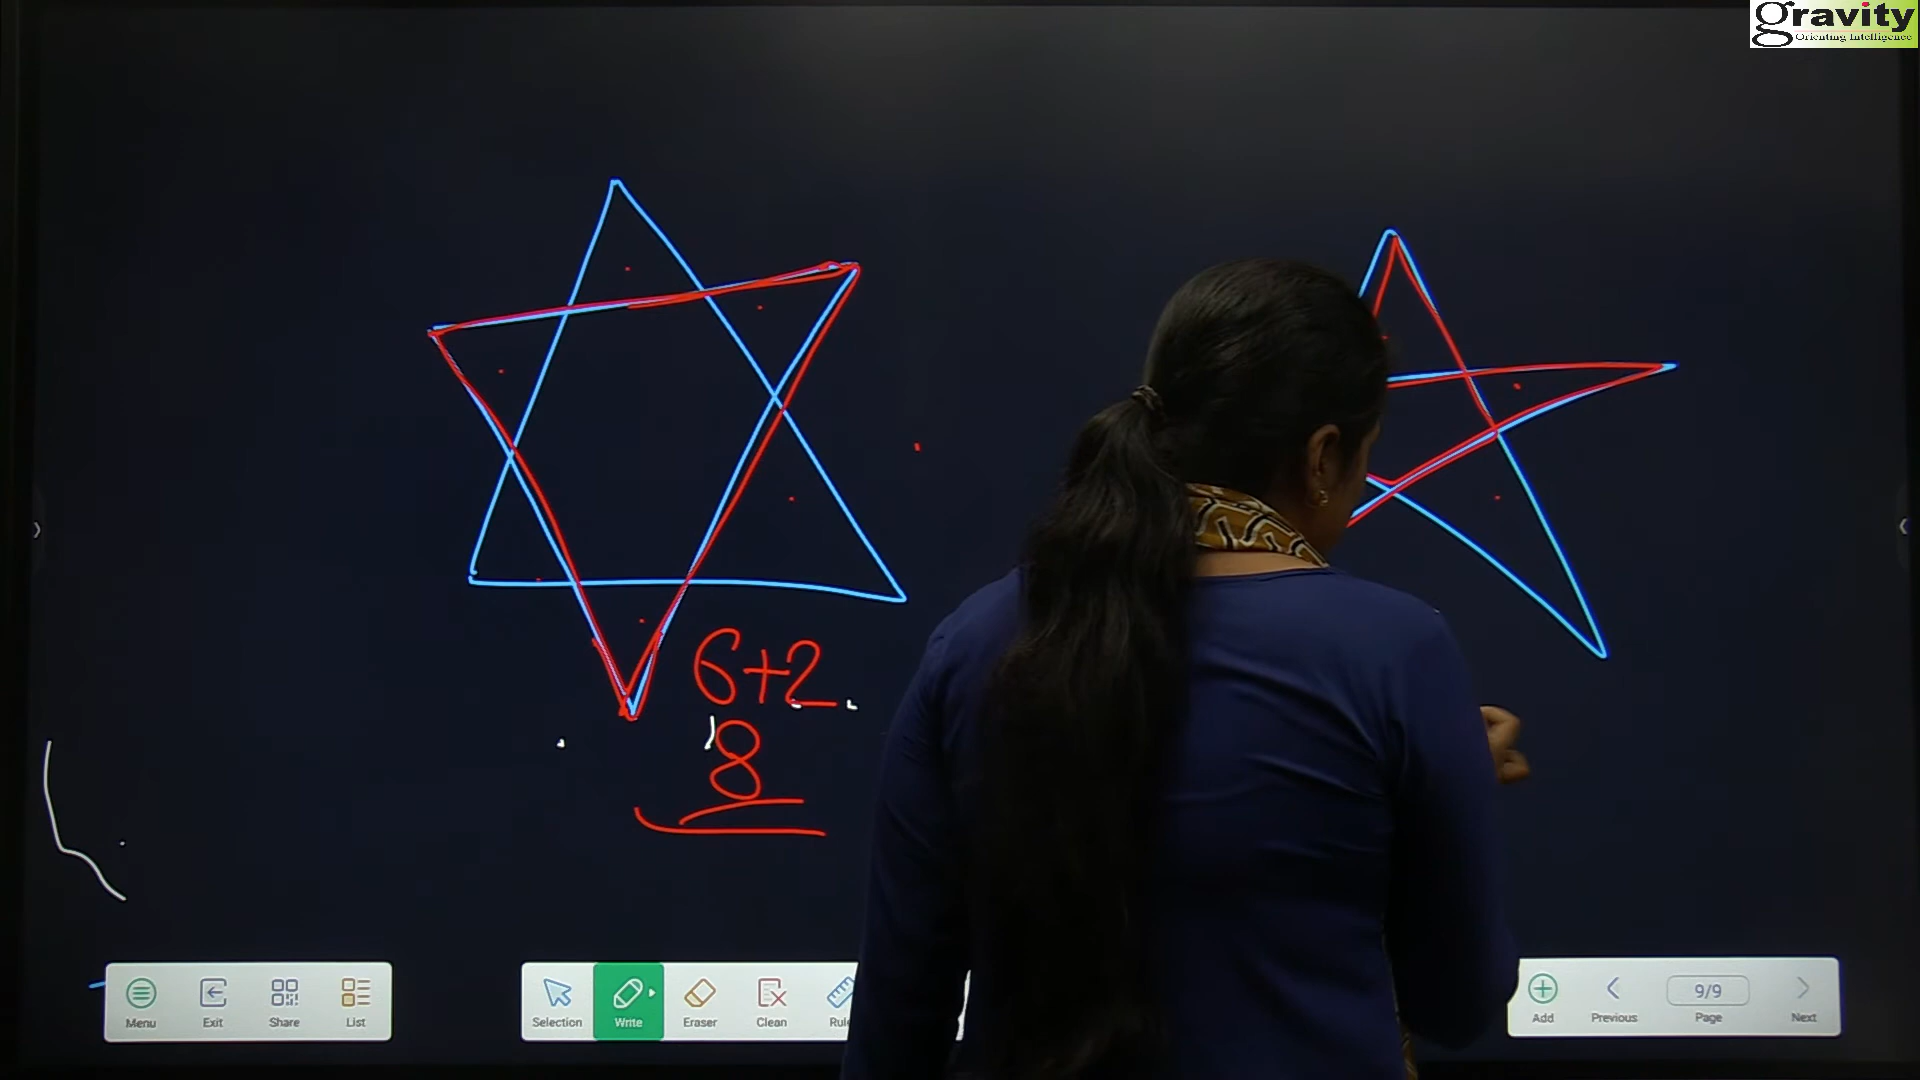 gravity
Orienting Intelligence
6+2
8
Menu
Exit
Share
List
Selection
Write
Eraser
Clean
Add
Previous
9/9
Page
Next